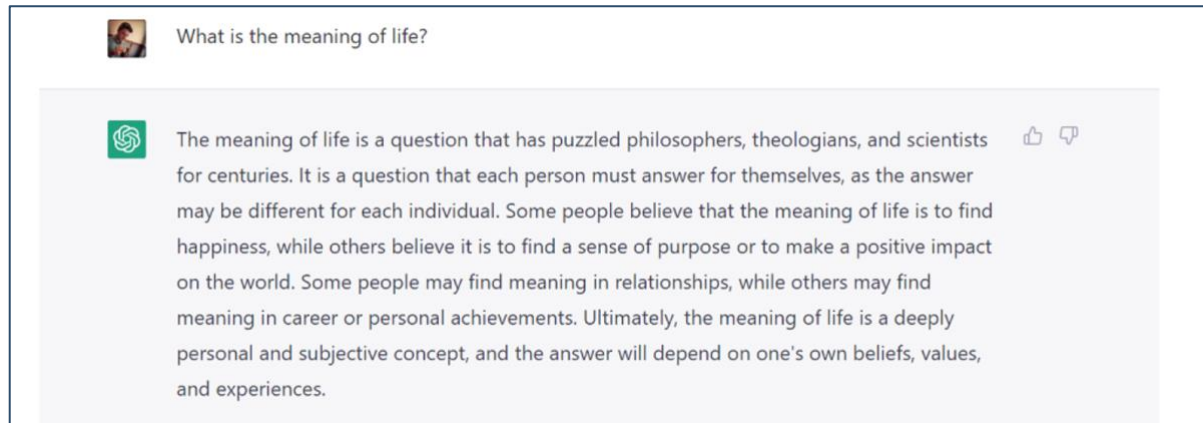 What is the meaning of life?
The meaning of life is a question that has puzzled philosophers, theologians, and scientists
for centuries. It is a question that each person must answer for themselves, as the answer
may be different for each individual. Some people believe that the meaning of life is to find
happiness, while others believe it is to find a sense of purpose or to make a positive impact
on the world. Some people may find meaning in relationships, while others may find
meaning in career or personal achievements. Ultimately, the meaning of life is a deeply
personal and subjective concept, and the answer will depend on one's own beliefs, values,
and experiences.